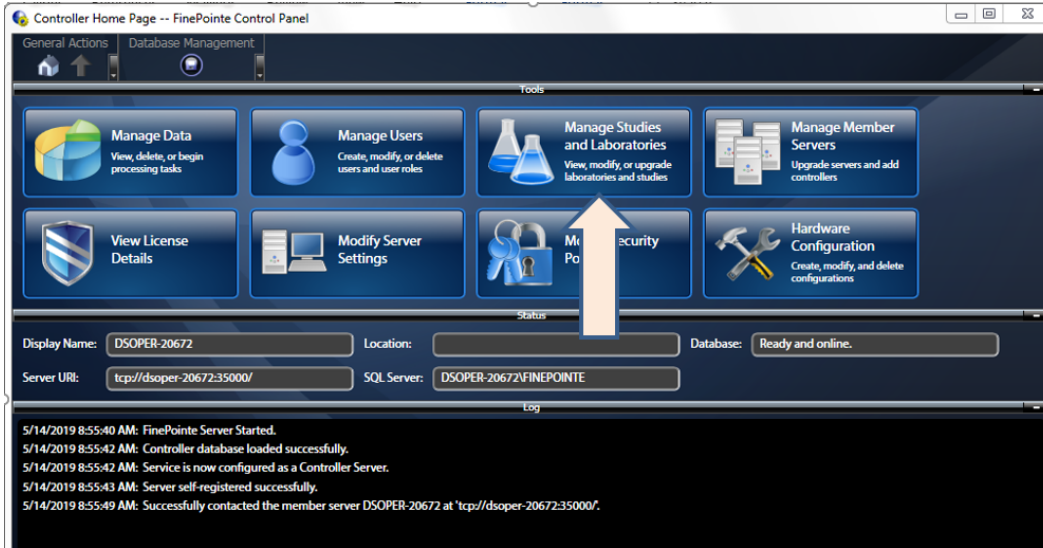 Controller Home Page -- FinePointe Control Panel
General Actions
Database Management
Tools
Manage Data
View, delete, or begin
processing tasks
Manage Users
Create, modify, or delete
users and user roles
Manage Studies
and Laboratories
View, modify, or upgrade
laboratories and studies
Manage Member
Servers
Upgrade servers and add
controllers
View License
Details
Modify Server
Settings
Hardware
Configuration
Create, modify, and delete
configurations
Status
Display Name: DSOPER-20672
Location:
Database: Ready and online.
Server URI: tcp://dsoper-20672:35000/
SQL Server: DSOPER-20672\FINEPOINTE
Log
5/14/2019 8:55:40 AM: FinePointe Server Started.
5/14/2019 8:55:42 AM: Controller database loaded successfully.
5/14/2019 8:55:42 AM: Service is now configured as a Controller Server.
5/14/2019 8:55:43 AM: Server self-registered successfully.
5/14/2019 8:55:49 AM: Successfully contacted the member server DSOPER-20672 at 'tcp://dsoper-20672:35000/'.